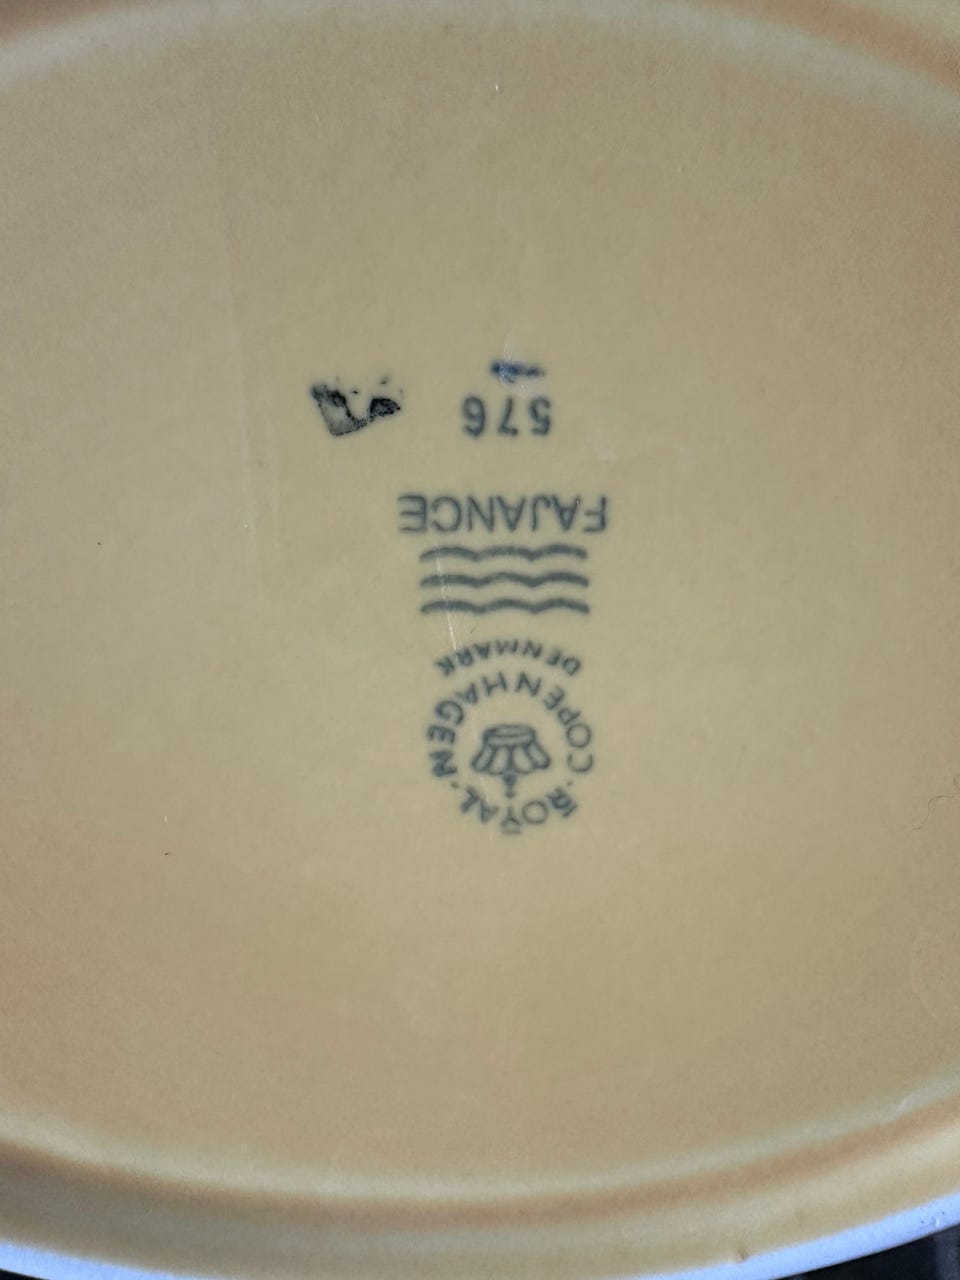 ROYAL · COPENHAGEN ·
DENMARK
FAJANCE
576